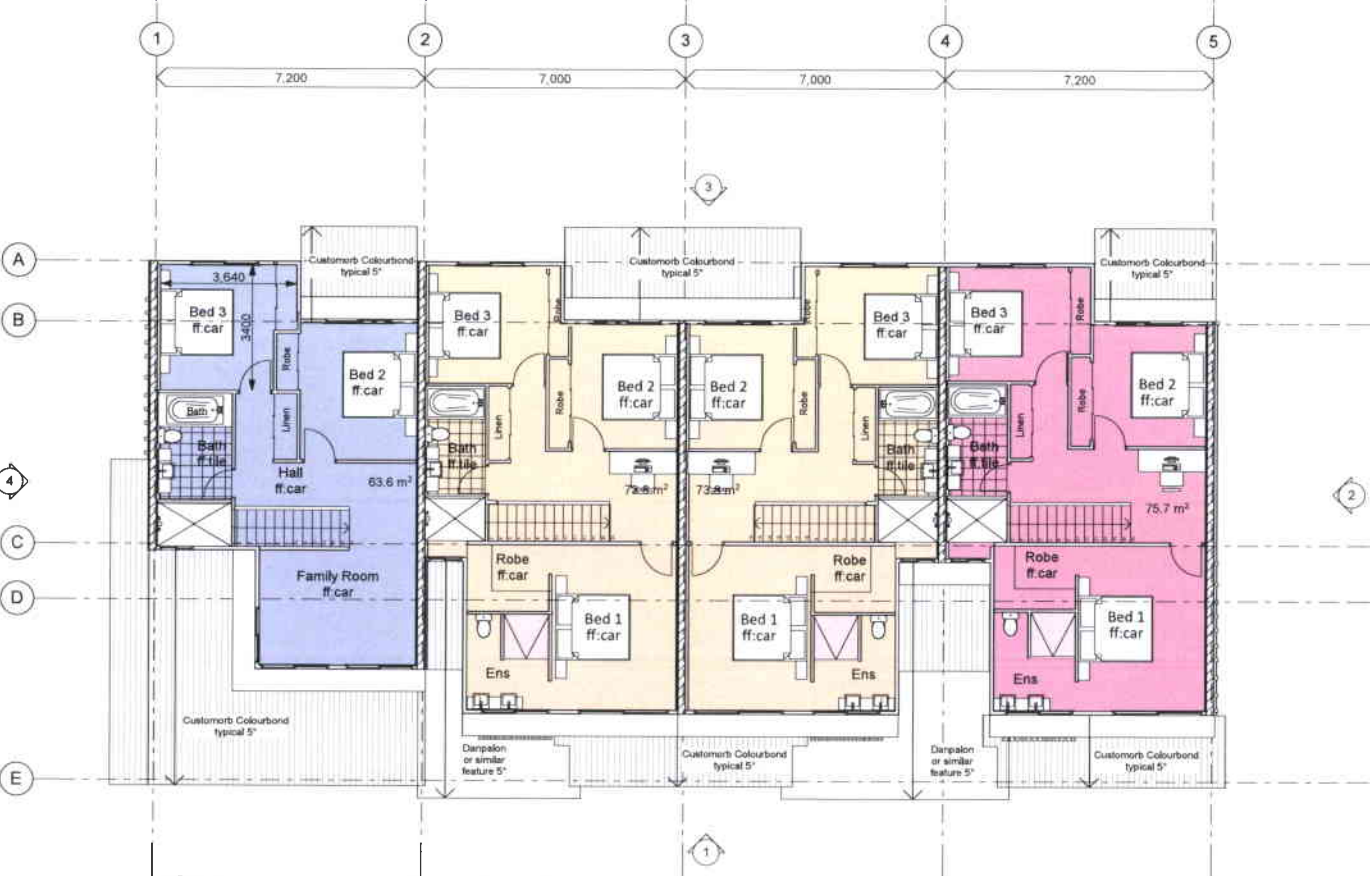 1
2
3
4
5
7,200
7,000
7,000
7,200
3
A
B
4
C
D
E
2
1
Customorb Colourbond
typical 5°
Customorb Colourbond
typical 5°
Customorb Colourbond
typical 5°
3,640
3400
Bed 3
ff:car
Robe
Bed 2
ff:car
Linen
Bath
Bath
ff:tile
Hall
ff:car
63.6 m²
Family Room
ff:car
Bed 3
ff:car
Robe
Bed 2
ff:car
Robe
Linen
Bath
ff:tile
Robe
ff:car
Bed 1
ff:car
Ens
Robe
Bed 3
ff:car
Bed 2
ff:car
Robe
Linen
Bath
ff:tile
Robe
ff:car
Bed 1
ff:car
Ens
Bed 3
ff:car
Robe
Bed 2
ff:car
Robe
Linen
Bath
ff:tile
75.7 m²
Robe
ff:car
Bed 1
ff:car
Ens
Customorb Colourbond
typical 5°
Danpalon
or similar
feature 5°
Customorb Colourbond
typical 5°
Danpalon
or similar
feature 5°
Customorb Colourbond
typical 5°